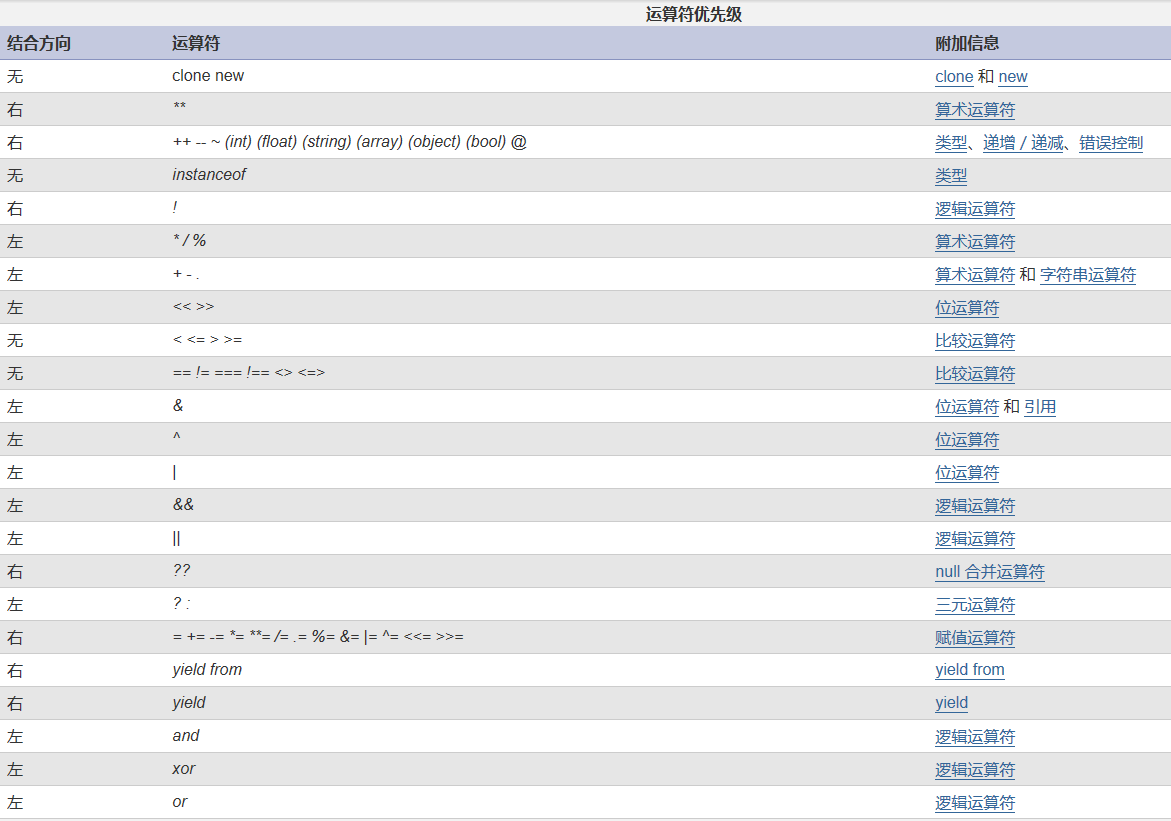 运算符优先级
结合方向 运算符 附加信息
无 clone new clone 和 new
右 ** 算术运算符
右 ++ -- ~ (int) (float) (string) (array) (object) (bool) @ 类型、递增 / 递减、错误控制
无 instanceof 类型
右 ! 逻辑运算符
左 * / % 算术运算符
左 + - . 算术运算符 和 字符串运算符
左 << >> 位运算符
无 < <= > >= 比较运算符
无 == != === !== <> <=> 比较运算符
左 & 位运算符 和 引用
左 ^ 位运算符
左 | 位运算符
左 && 逻辑运算符
左 || 逻辑运算符
右 ?? null 合并运算符
左 ? : 三元运算符
右 = += -= *= **= /= .= %= &= |= ^= <<= >>= 赋值运算符
右 yield from yield from
右 yield yield
左 and 逻辑运算符
左 xor 逻辑运算符
左 or 逻辑运算符